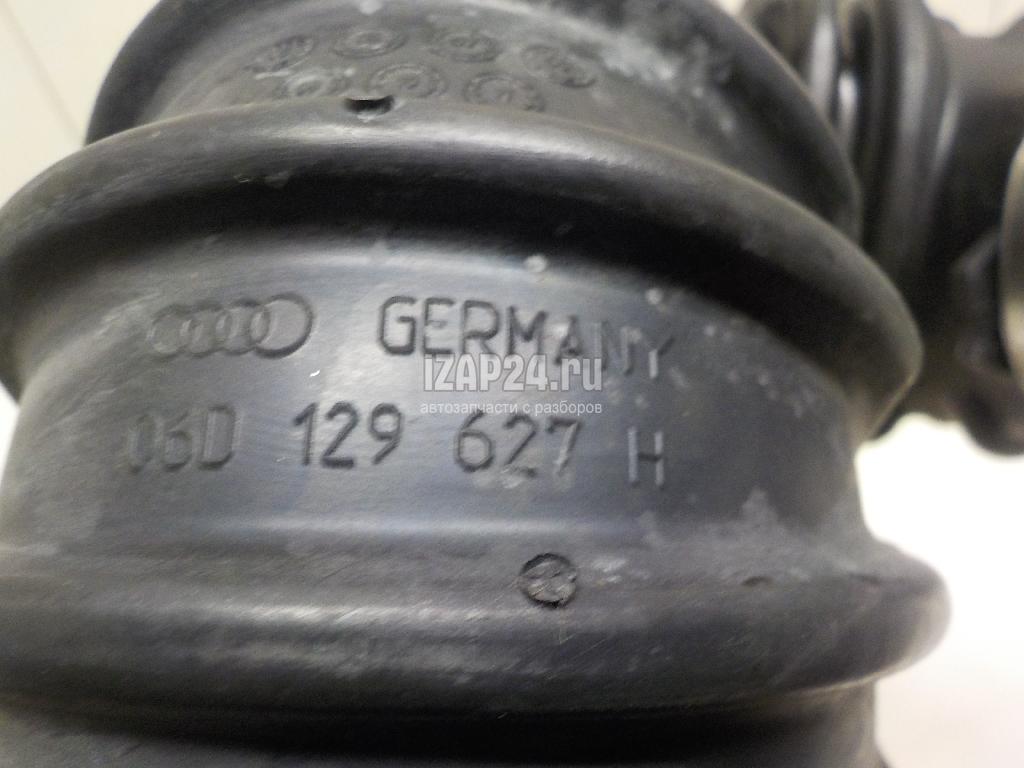 GERMANY
iZAP24.ru
автозапчасти с разборов
06D 129 627 H